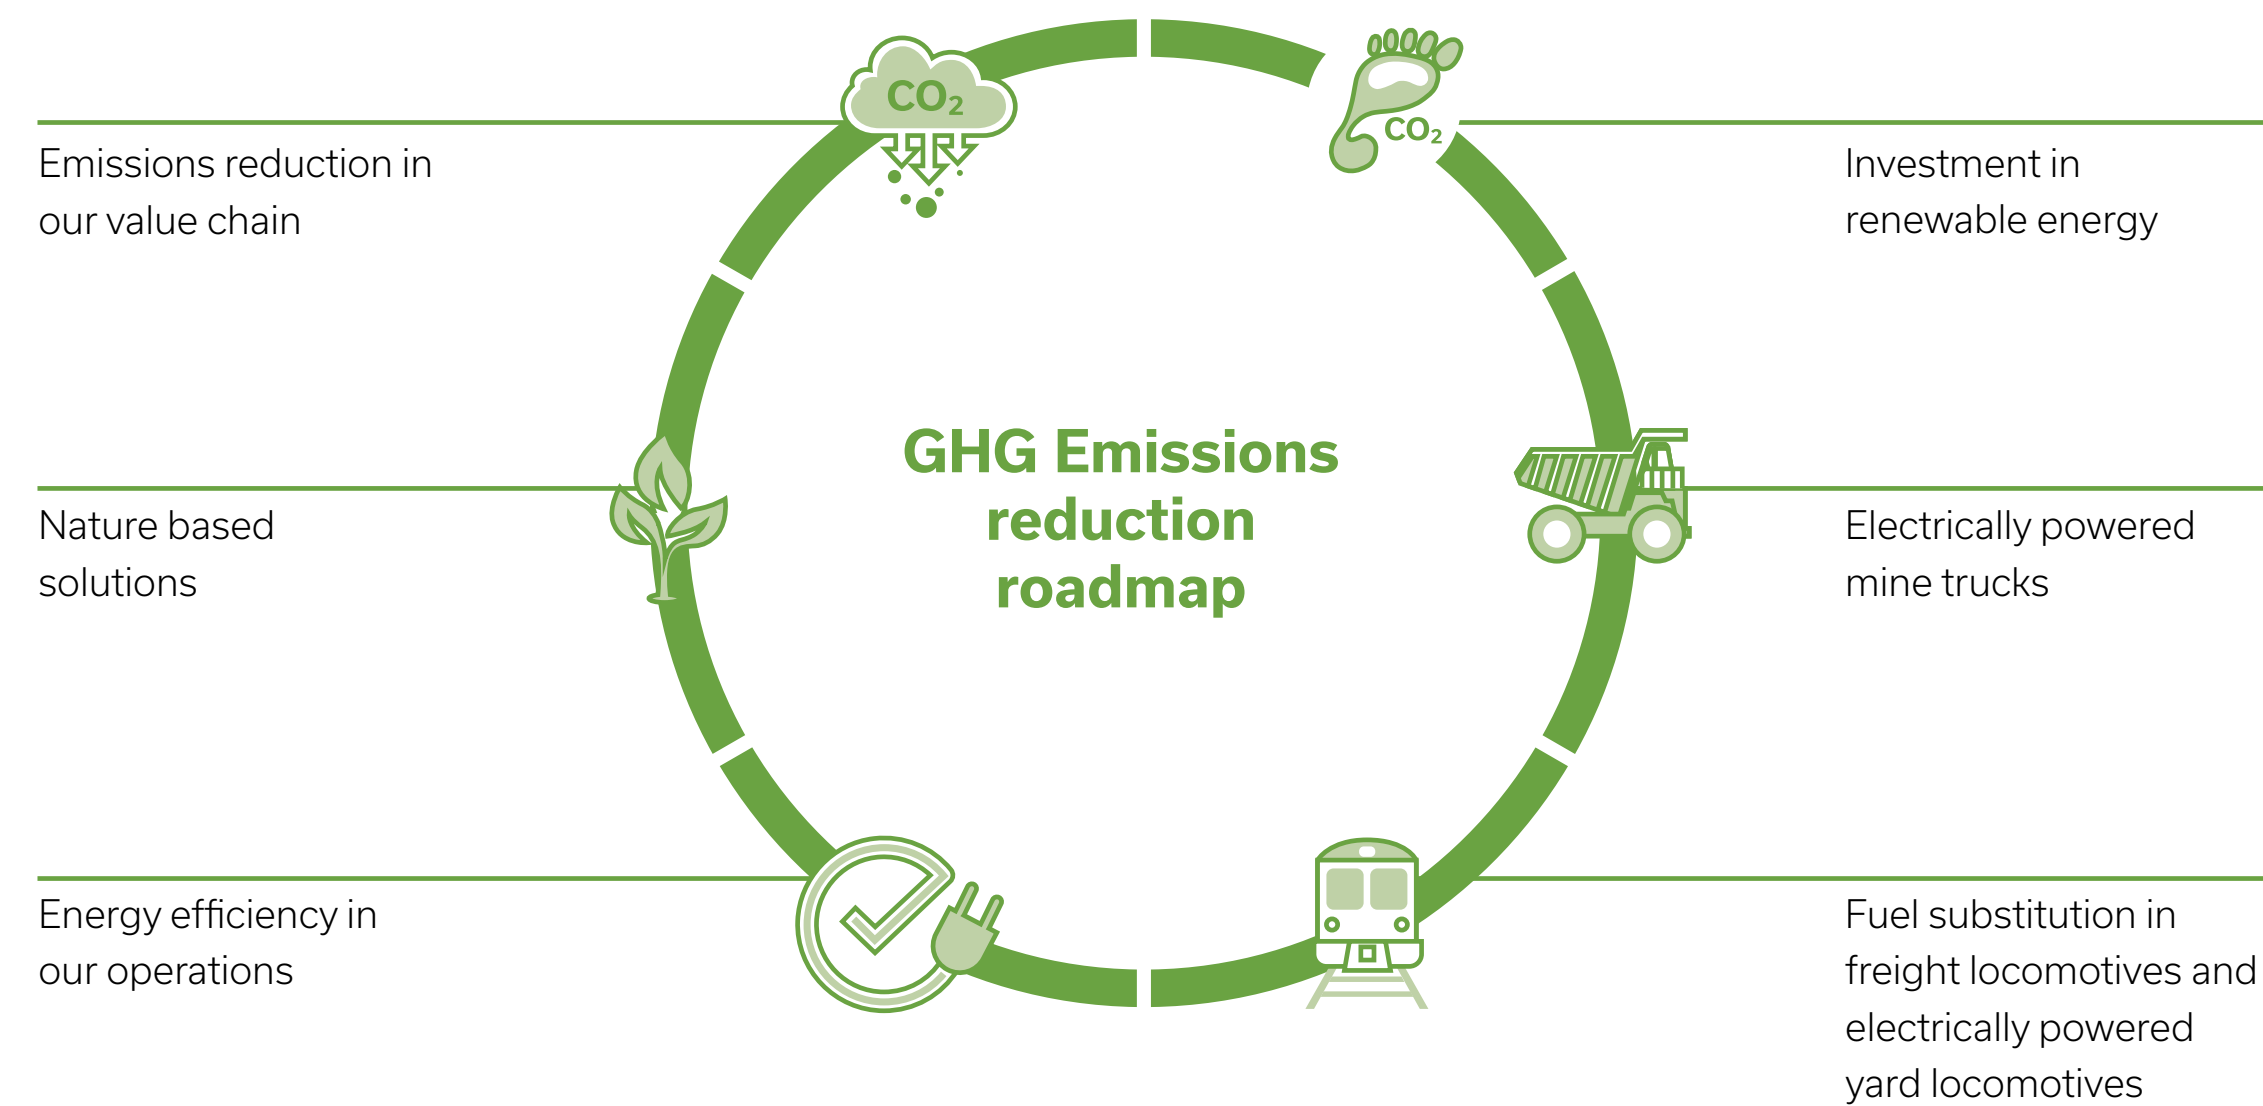 CO₂
CO₂
Emissions reduction in
our value chain
Investment in
renewable energy
GHG Emissions
reduction
roadmap
Nature based
solutions
Electrically powered
mine trucks
Energy efficiency in
our operations
Fuel substitution in
freight locomotives and
electrically powered
yard locomotives